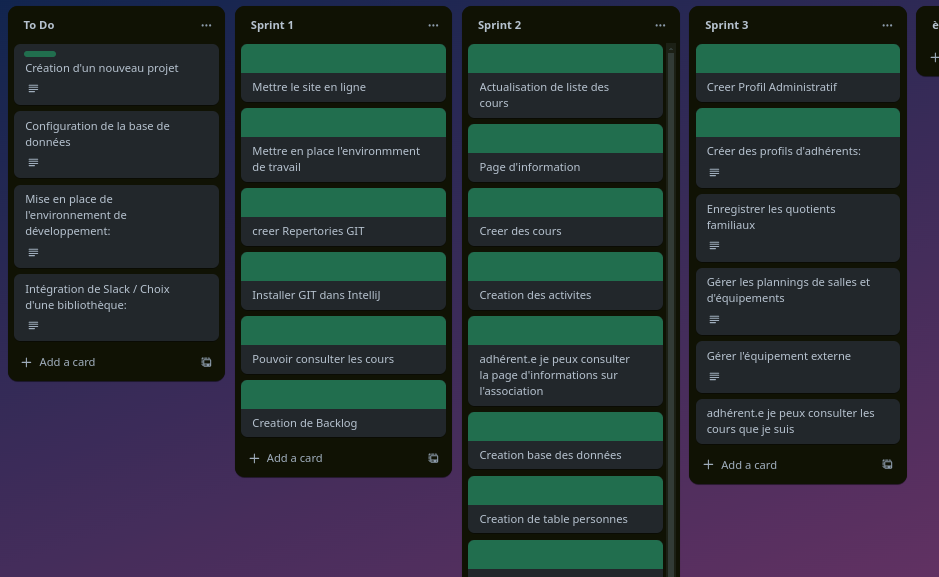 To Do
Création d'un nouveau projet
Configuration de la base de
données
Mise en place de
l'environnement de
développement:
Intégration de Slack / Choix
d'une bibliothèque:
Add a card
Sprint 1
Mettre le site en ligne
Mettre en place l'environmment
de travail
creer Repertories GIT
Installer GIT dans IntelliJ
Pouvoir consulter les cours
Creation de Backlog
Add a card
Sprint 2
Actualisation de liste des
cours
Page d'information
Creer des cours
Creation des activites
adhérent.e je peux consulter
la page d'informations sur
l'association
Creation base des données
Creation de table personnes
Sprint 3
Creer Profil Administratif
Créer des profils d'adhérents:
Enregistrer les quotients
familiaux
Gérer les plannings de salles et
d'équipements
Gérer l'équipement externe
adhérent.e je peux consulter les
cours que je suis
Add a card